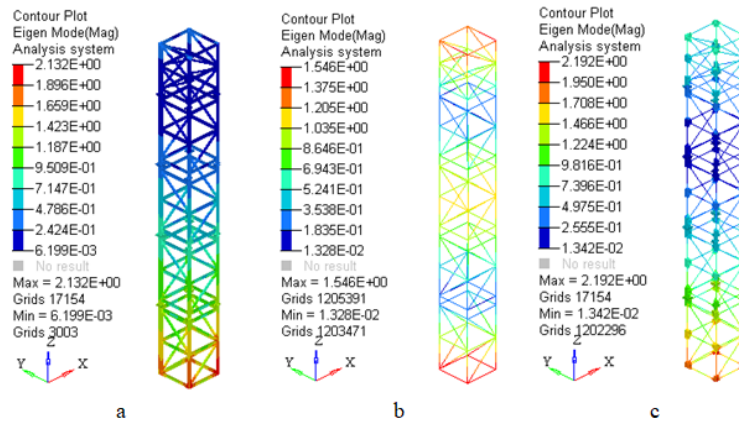 Contour Plot
Eigen Mode(Mag)
Analysis system
2.132E+00
1.896E+00
1.659E+00
1.423E+00
1.187E+00
9.509E-01
7.147E-01
4.786E-01
2.424E-01
6.199E-03
No result
Max = 2.132E+00
Grids 17154
Min = 6.199E-03
Grids 3003
Z
Y
X
a
Contour Plot
Eigen Mode(Mag)
Analysis system
1.546E+00
1.375E+00
1.205E+00
1.035E+00
8.646E-01
6.943E-01
5.241E-01
3.538E-01
1.835E-01
1.328E-02
No result
Max = 1.546E+00
Grids 1205391
Min = 1.328E-02
Grids 1203471
Z
Y
X
b
Contour Plot
Eigen Mode(Mag)
Analysis system
2.192E+00
1.950E+00
1.708E+00
1.466E+00
1.224E+00
9.816E-01
7.396E-01
4.975E-01
2.555E-01
1.342E-02
No result
Max = 2.192E+00
Grids 17154
Min = 1.342E-02
Grids 1202296
Z
Y
X
c